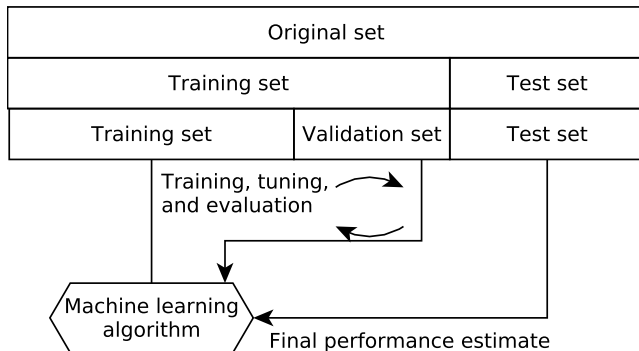 Original set
Training set
Test set
Training set
Validation set
Test set
Training, tuning,
and evaluation
Machine learning
algorithm
Final performance estimate